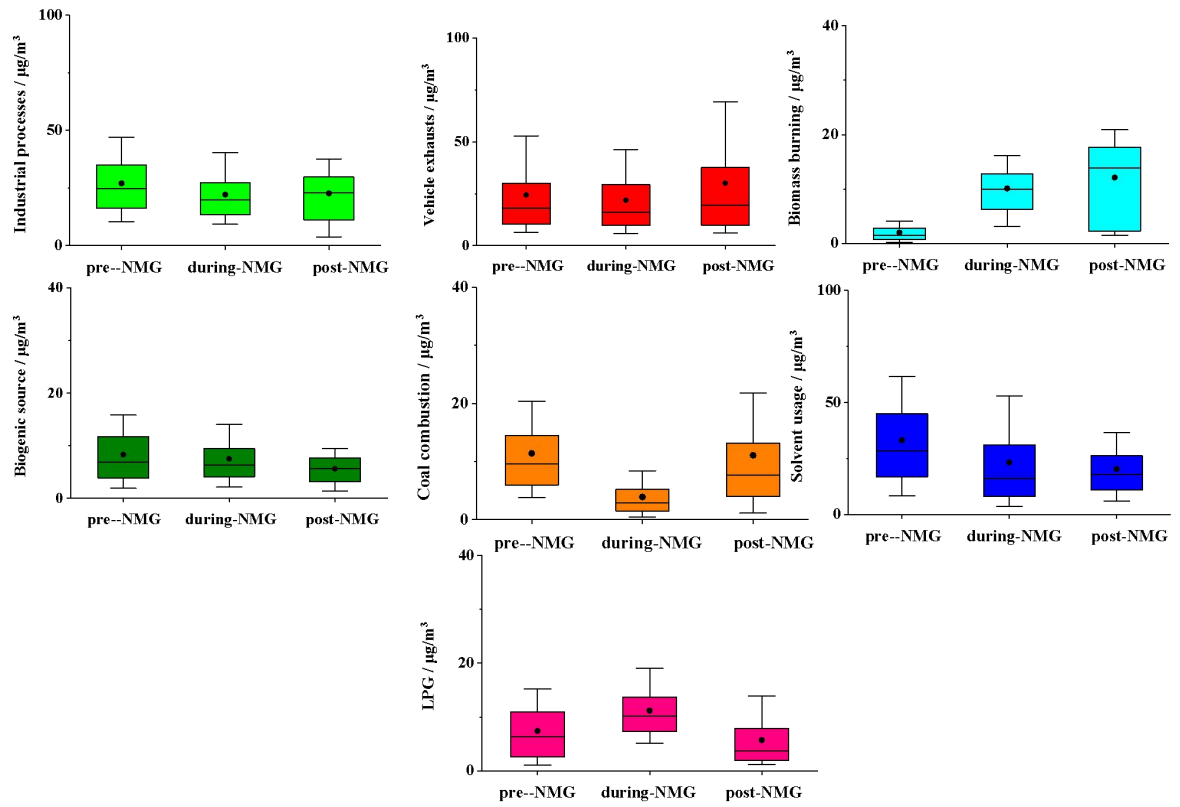 Industrial processes / μg/m³
100
50
0
pre--NMG during-NMG post-NMG
Vehicle exhausts / μg/m³
100
50
0
pre--NMG during-NMG post-NMG
Biomass burning / μg/m³
40
20
0
pre--NMG during-NMG post-NMG
Biogenic source / μg/m³
40
20
0
pre--NMG during-NMG post-NMG
Coal combustion / μg/m³
40
20
0
pre--NMG during-NMG post-NMG
Solvent usage / μg/m³
100
50
0
pre--NMG during-NMG post-NMG
LPG / μg/m³
40
20
0
pre--NMG during-NMG post-NMG